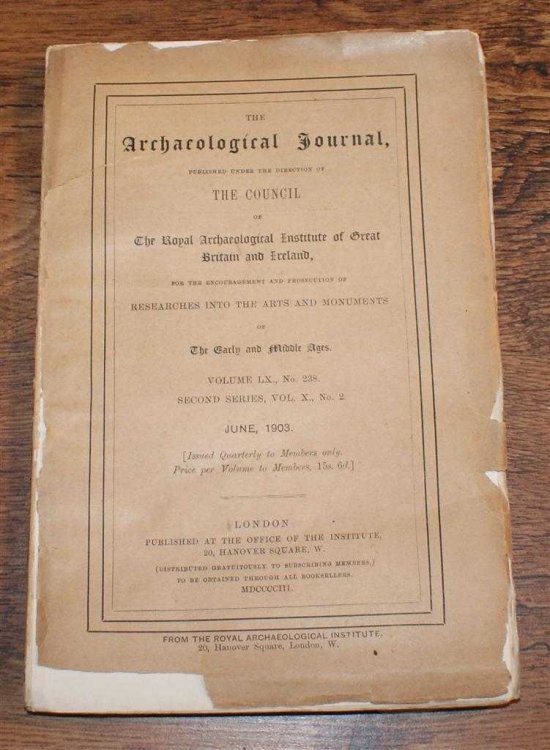 THE
Archaeological Journal,
PUBLISHED UNDER THE DIRECTION OF
THE COUNCIL
OF
The Royal Archaeological Institute of Great
Britain and Ireland,
FOR THE ENCOURAGEMENT AND PROSECUTION OF
RESEARCHES INTO THE ARTS AND MONUMENTS
OF
The Early and Middle Ages.
VOLUME LX., No. 238.
SECOND SERIES, VOL. X., No. 2.
JUNE, 1903.
[Issued Quarterly to Members only.
Price per Volume to Members, 15s. 6d.]
LONDON
PUBLISHED AT THE OFFICE OF THE INSTITUTE,
20, HANOVER SQUARE, W.
(DISTRIBUTED GRATUITOUSLY TO SUBSCRIBING MEMBERS,)
TO BE OBTAINED THROUGH ALL BOOKSELLERS.
MDCCCCIII.
FROM THE ROYAL ARCHAEOLOGICAL INSTITUTE,
20, Hanover Square, London, W.